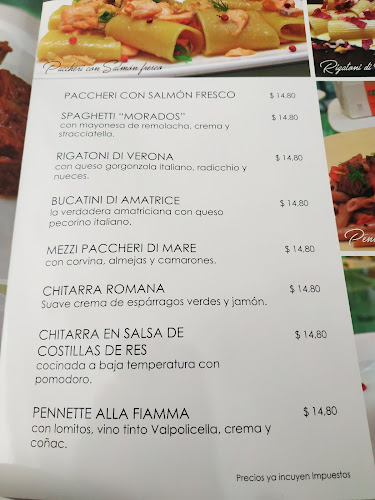 Paccheri con Salmón fresco
Rigatoni di
PACCHERI CON SALMÓN FRESCO $ 14,80
SPAGHETTI "MORADOS" $ 14,80
con mayonesa de remolacha, crema y
stracciatella.
RIGATONI DI VERONA $ 14,80
con queso gorgonzola italiano, radicchio y
nueces.
BUCATINI DI AMATRICE $ 14,80
la verdadera amatriciana con queso
pecorino italiano.
MEZZI PACCHERI DI MARE $ 14,80
con corvina, almejas y camarones.
CHITARRA ROMANA $ 14,80
Suave crema de espárragos verdes y jamón.
CHITARRA EN SALSA DE $ 14,80
COSTILLAS DE RES
cocinada a baja temperatura con
pomodoro.
PENNETTE ALLA FIAMMA $ 14,80
con lomitos, vino tinto Valpolicella, crema y
coñac.
Precios ya incuyen Impuestos